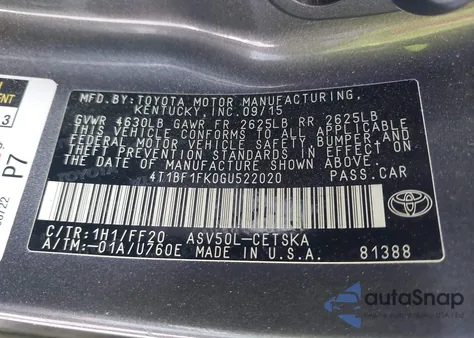 MFD.BY: TOYOTA MOTOR MANUFACTURING,
KENTUCKY, INC. 09/15
GVWR 4630LB GAWR FR 2625LB RR 2625LB
THIS VEHICLE CONFORMS TO ALL APPLICABLE
FEDERAL MOTOR VEHICLE SAFETY, BUMPER, AND
THEFT PREVENTION STANDARDS IN EFFECT ON
THE DATE OF MANUFACTURE SHOWN ABOVE.
4T1BF1FK0GU522020 PASS.CAR
C/TR: 1H1/FF20 ASV50L-CETSKA
A/TM:-01A/U760E MADE IN U.S.A. 81388
TOYOTA
P7
autoSnap